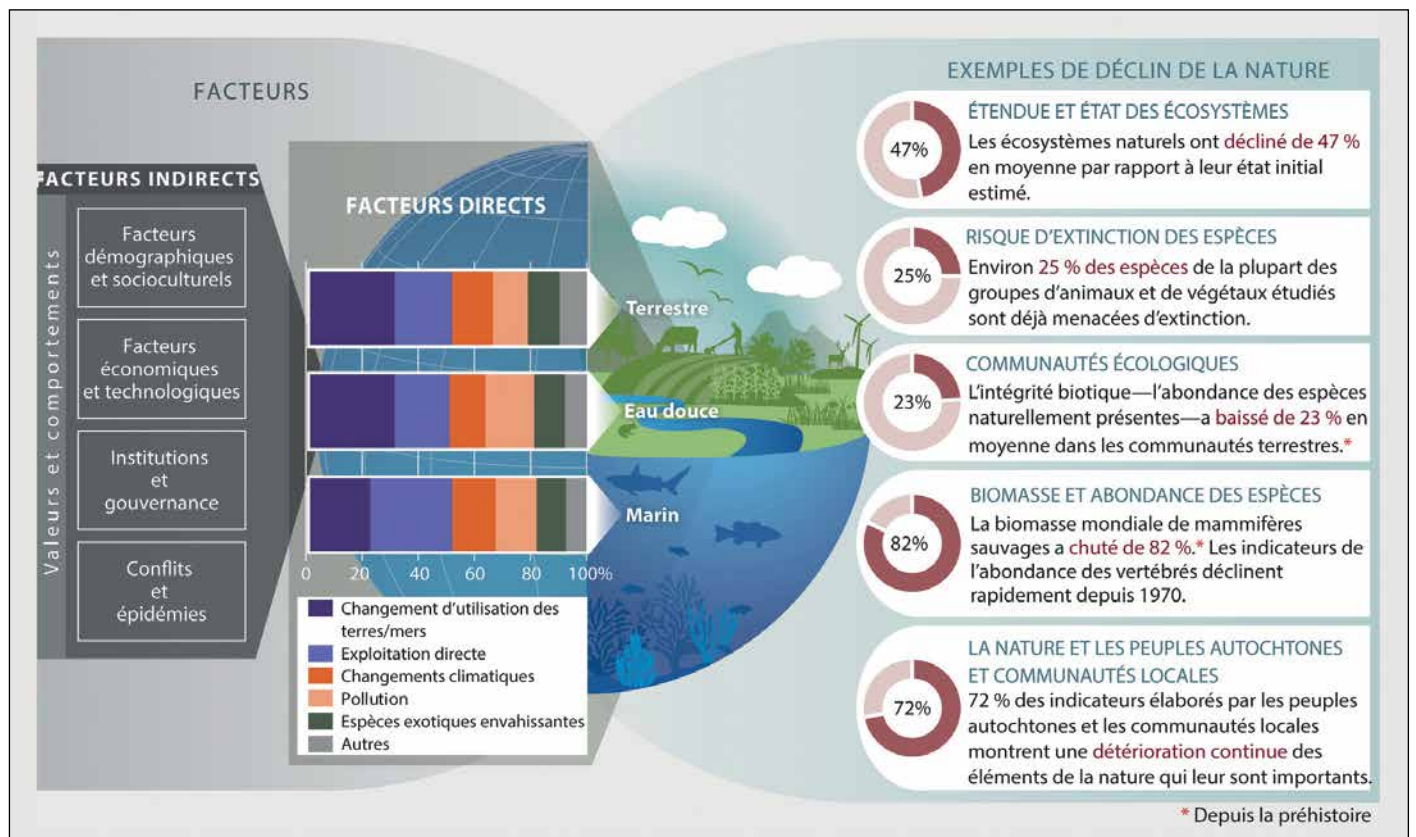 FACTEURS
FACTEURS INDIRECTS
Valeurs et comportements
Facteurs
démographiques
et socioculturels
Facteurs
économiques
et technologiques
Institutions
et
gouvernance
Conflits
et
épidémies
FACTEURS DIRECTS
Terrestre
Eau douce
Marin
0 20 40 60 80 100%
Changement d'utilisation des
terres/mers
Exploitation directe
Changements climatiques
Pollution
Espèces exotiques envahissantes
Autres
EXEMPLES DE DÉCLIN DE LA NATURE
47%
ÉTENDUE ET ÉTAT DES ÉCOSYSTÈMES
Les écosystèmes naturels ont décliné de 47 %
en moyenne par rapport à leur état initial
estimé.
25%
RISQUE D'EXTINCTION DES ESPÈCES
Environ 25 % des espèces de la plupart des
groupes d'animaux et de végétaux étudiés
sont déjà menacées d'extinction.
23%
COMMUNAUTÉS ÉCOLOGIQUES
L'intégrité biotique—l'abondance des espèces
naturellement présentes—a baissé de 23 % en
moyenne dans les communautés terrestres.*
82%
BIOMASSE ET ABONDANCE DES ESPÈCES
La biomasse mondiale de mammifères
sauvages a chuté de 82 %.* Les indicateurs de
l'abondance des vertébrés déclinent
rapidement depuis 1970.
72%
LA NATURE ET LES PEUPLES AUTOCHTONES
ET COMMUNAUTÉS LOCALES
72 % des indicateurs élaborés par les peuples
autochtones et les communautés locales
montrent une détérioration continue des
éléments de la nature qui leur sont importants.
* Depuis la préhistoire